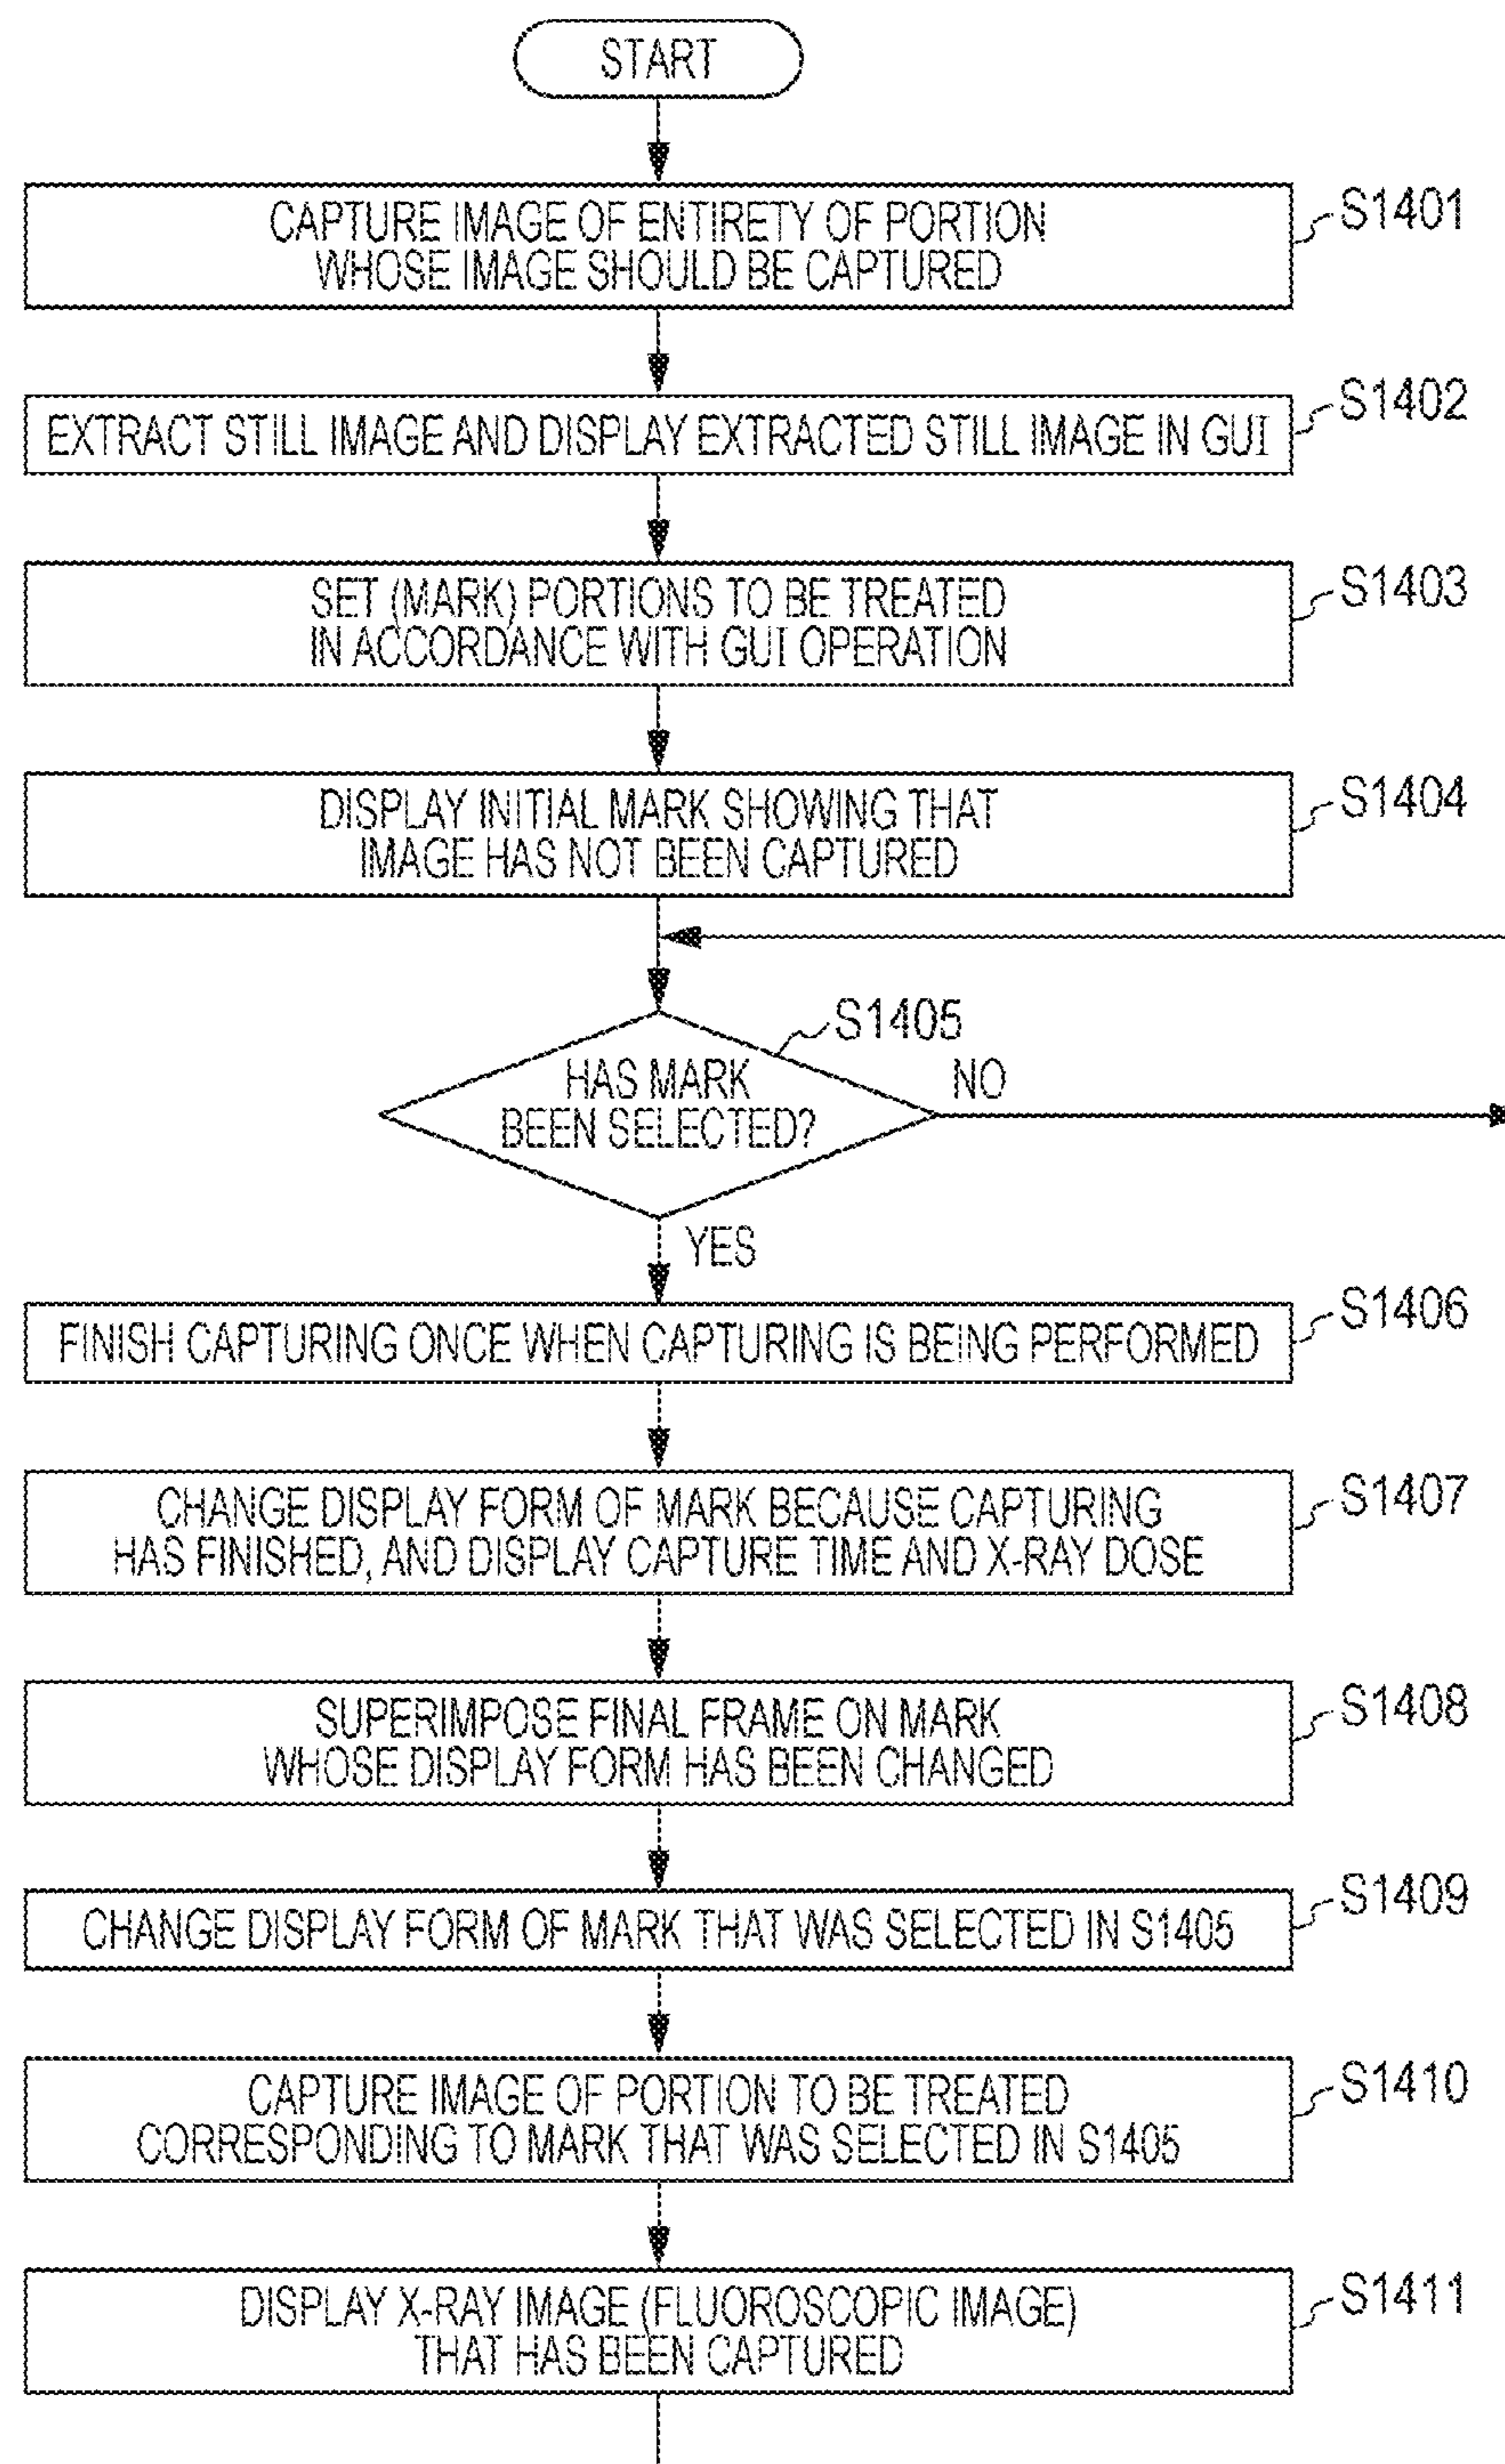 START
CAPTURE IMAGE OF ENTIRETY OF PORTION
WHOSE IMAGE SHOULD BE CAPTURED
S1401
EXTRACT STILL IMAGE AND DISPLAY EXTRACTED STILL IMAGE IN GUI
S1402
SET (MARK) PORTIONS TO BE TREATED
IN ACCORDANCE WITH GUI OPERATION
S1403
DISPLAY INITIAL MARK SHOWING THAT
IMAGE HAS NOT BEEN CAPTURED
S1404
S1405
HAS MARK
BEEN SELECTED?
NO
YES
FINISH CAPTURING ONCE WHEN CAPTURING IS BEING PERFORMED
S1406
CHANGE DISPLAY FORM OF MARK BECAUSE CAPTURING
HAS FINISHED, AND DISPLAY CAPTURE TIME AND X-RAY DOSE
S1407
SUPERIMPOSE FINAL FRAME ON MARK
WHOSE DISPLAY FORM HAS BEEN CHANGED
S1408
CHANGE DISPLAY FORM OF MARK THAT WAS SELECTED IN S1405
S1409
CAPTURE IMAGE OF PORTION TO BE TREATED
CORRESPONDING TO MARK THAT WAS SELECTED IN S1405
S1410
DISPLAY X-RAY IMAGE (FLUOROSCOPIC IMAGE)
THAT HAS BEEN CAPTURED
S1411